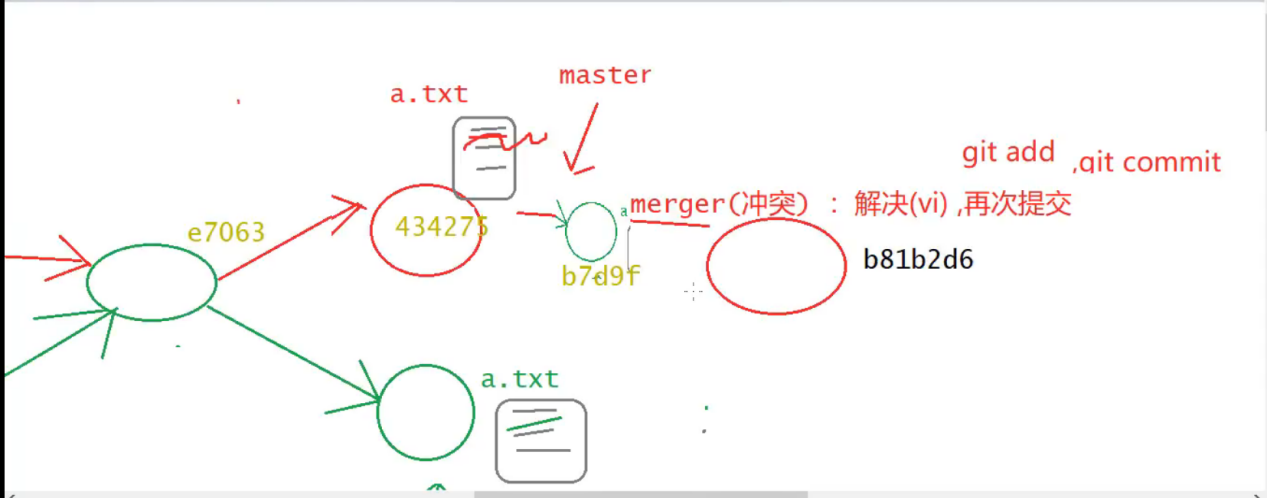 master
a.txt
git add ,git commit
merger(冲突) : 解决(vi) ,再次提交
a
e7063
434275
b7d9f
b81b2d6
a.txt